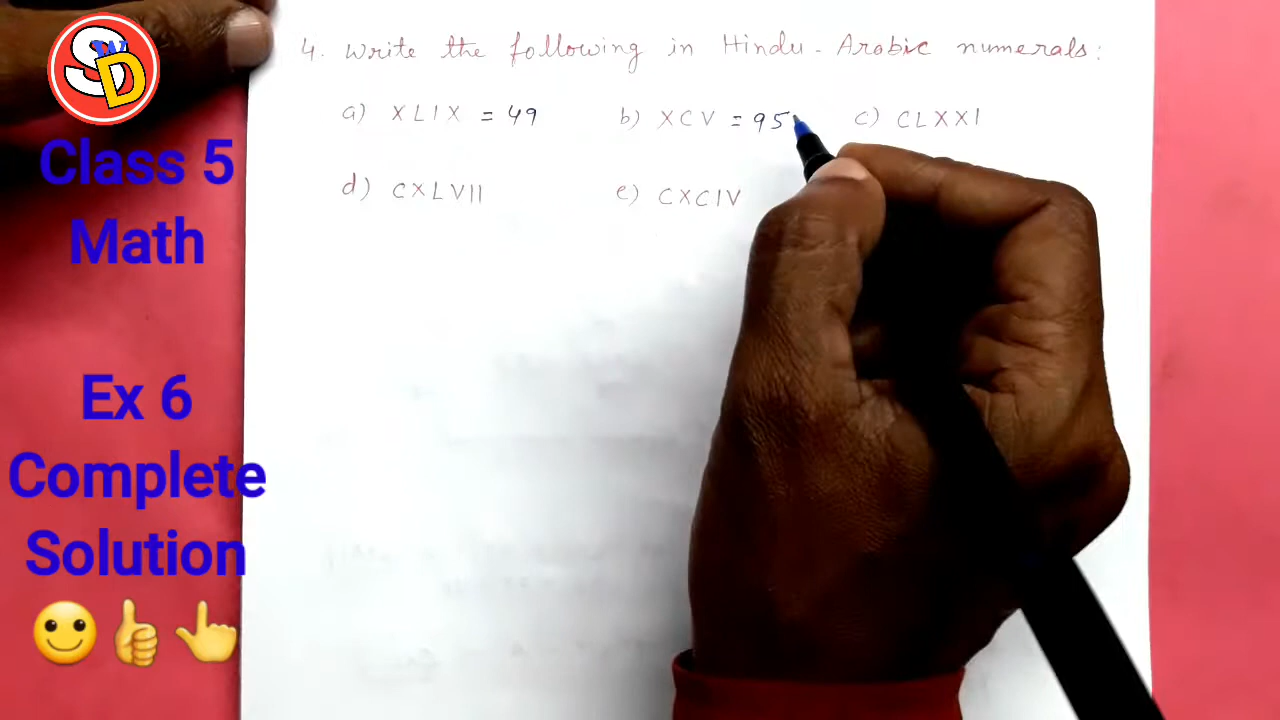 SWD
Class 5
Math
Ex 6
Complete
Solution
4. Write the following in Hindu-Arabic numerals:
a) XLIX = 49 b) XCV = 95 c) CLXXI
d) CXLVII e) CXCIV